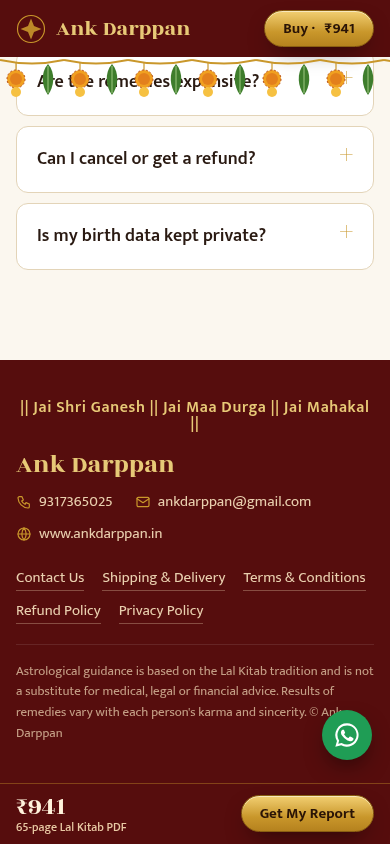 Ank Darppan
Buy · ₹941
Are the remedies expensive?
Can I cancel or get a refund?
Is my birth data kept private?
|| Jai Shri Ganesh || Jai Maa Durga || Jai Mahakal
||
Ank Darppan
9317365025 ankdarppan@gmail.com
www.ankdarppan.in
Contact Us Shipping & Delivery Terms & Conditions
Refund Policy Privacy Policy
Astrological guidance is based on the Lal Kitab tradition and is not
a substitute for medical, legal or financial advice. Results of
remedies vary with each person's karma and sincerity. © Ank
Darppan
₹941
65-page Lal Kitab PDF
Get My Report